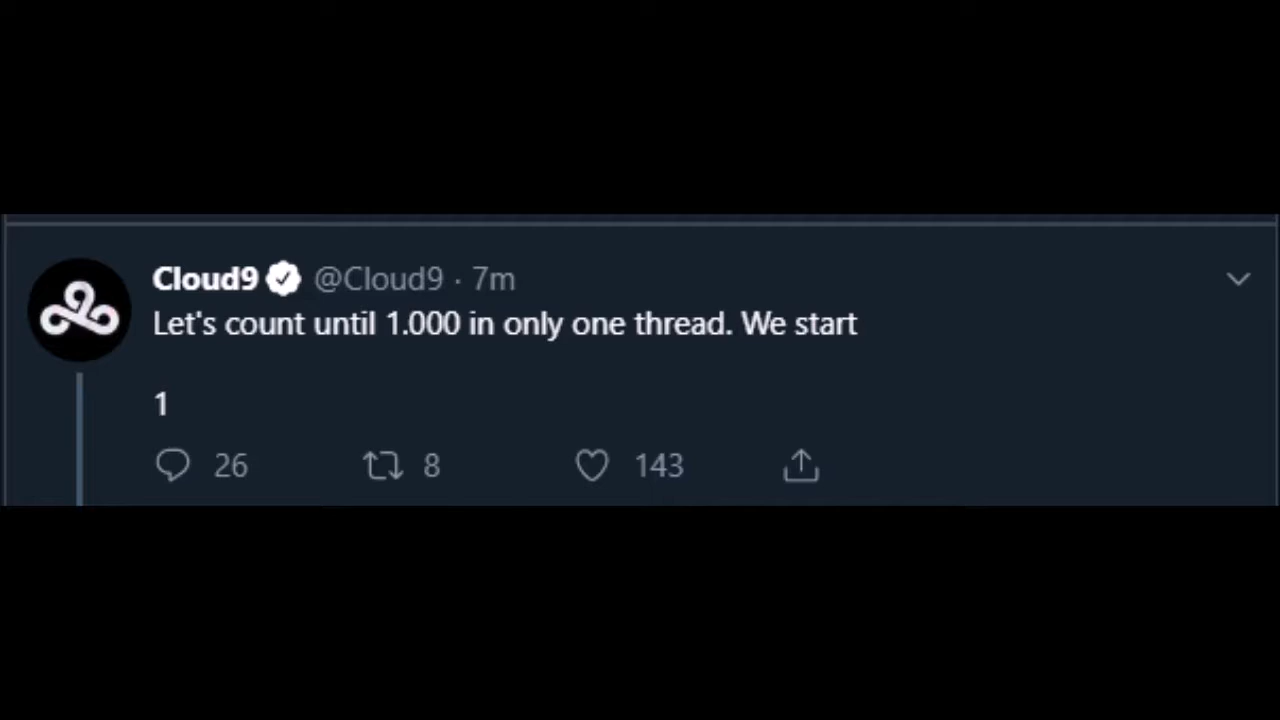 Cloud9 @Cloud9 · 7m
Let's count until 1.000 in only one thread. We start
1
26 8 143